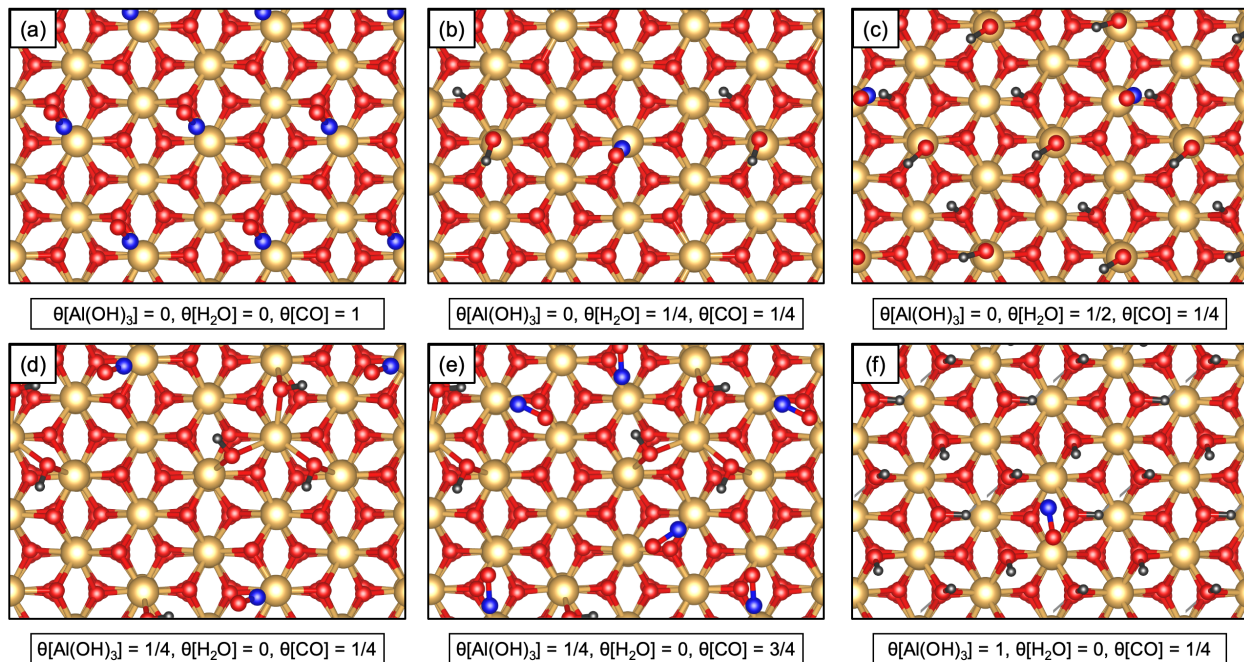 (a)
(b)
(c)
θ[Al(OH)₃] = 0, θ[H₂O] = 0, θ[CO] = 1
θ[Al(OH)₃] = 0, θ[H₂O] = 1/4, θ[CO] = 1/4
θ[Al(OH)₃] = 0, θ[H₂O] = 1/2, θ[CO] = 1/4
(d)
(e)
(f)
θ[Al(OH)₃] = 1/4, θ[H₂O] = 0, θ[CO] = 1/4
θ[Al(OH)₃] = 1/4, θ[H₂O] = 0, θ[CO] = 3/4
θ[Al(OH)₃] = 1, θ[H₂O] = 0, θ[CO] = 1/4